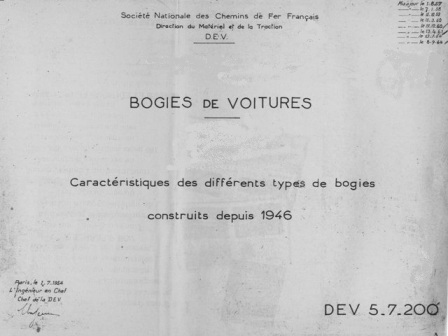 Société Nationale des Chemins de Fer Français
Direction du Matériel et de la Traction
D.E.V.
BOGIES DE VOITURES
Caractéristiques des différents types de bogies
construits depuis 1946
Paris, le
L'Ingénieur en Chef
Chef de la D.E.V.
DEV 5.7.200